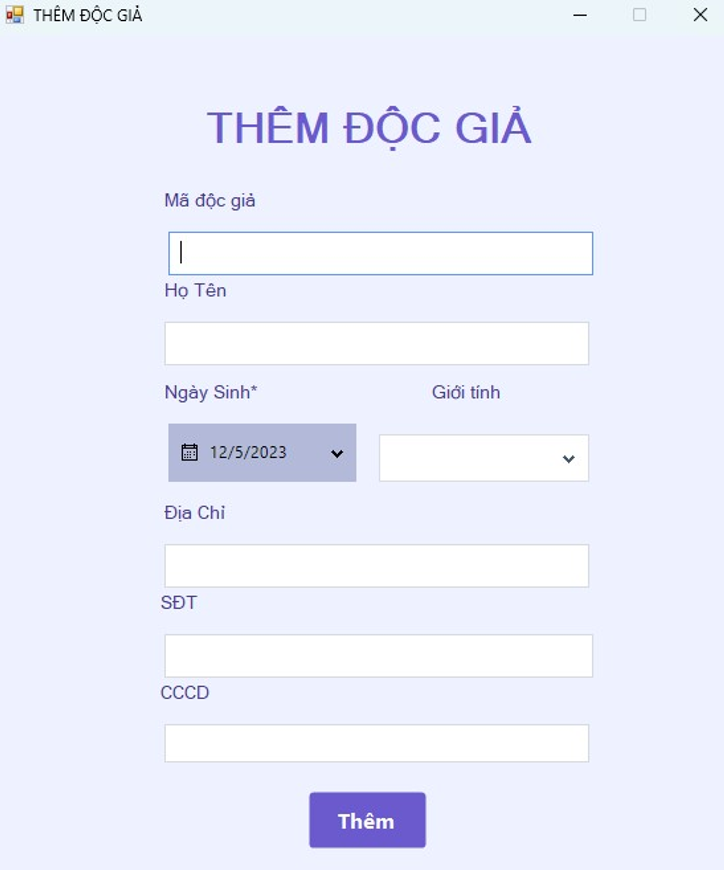 THÊM ĐỘC GIẢ
THÊM ĐỘC GIẢ
Mã độc giả
Họ Tên
Ngày Sinh* Giới tính
12/5/2023
Địa Chỉ
SĐT
CCCD
Thêm